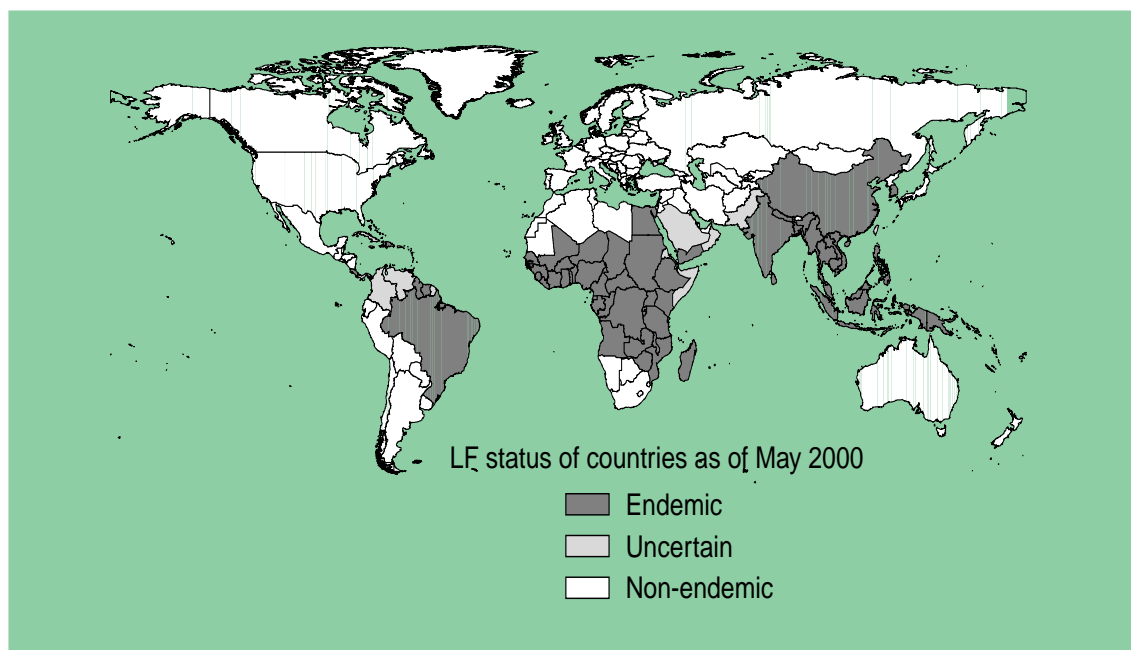 LF status of countries as of May 2000
Endemic
Uncertain
Non-endemic